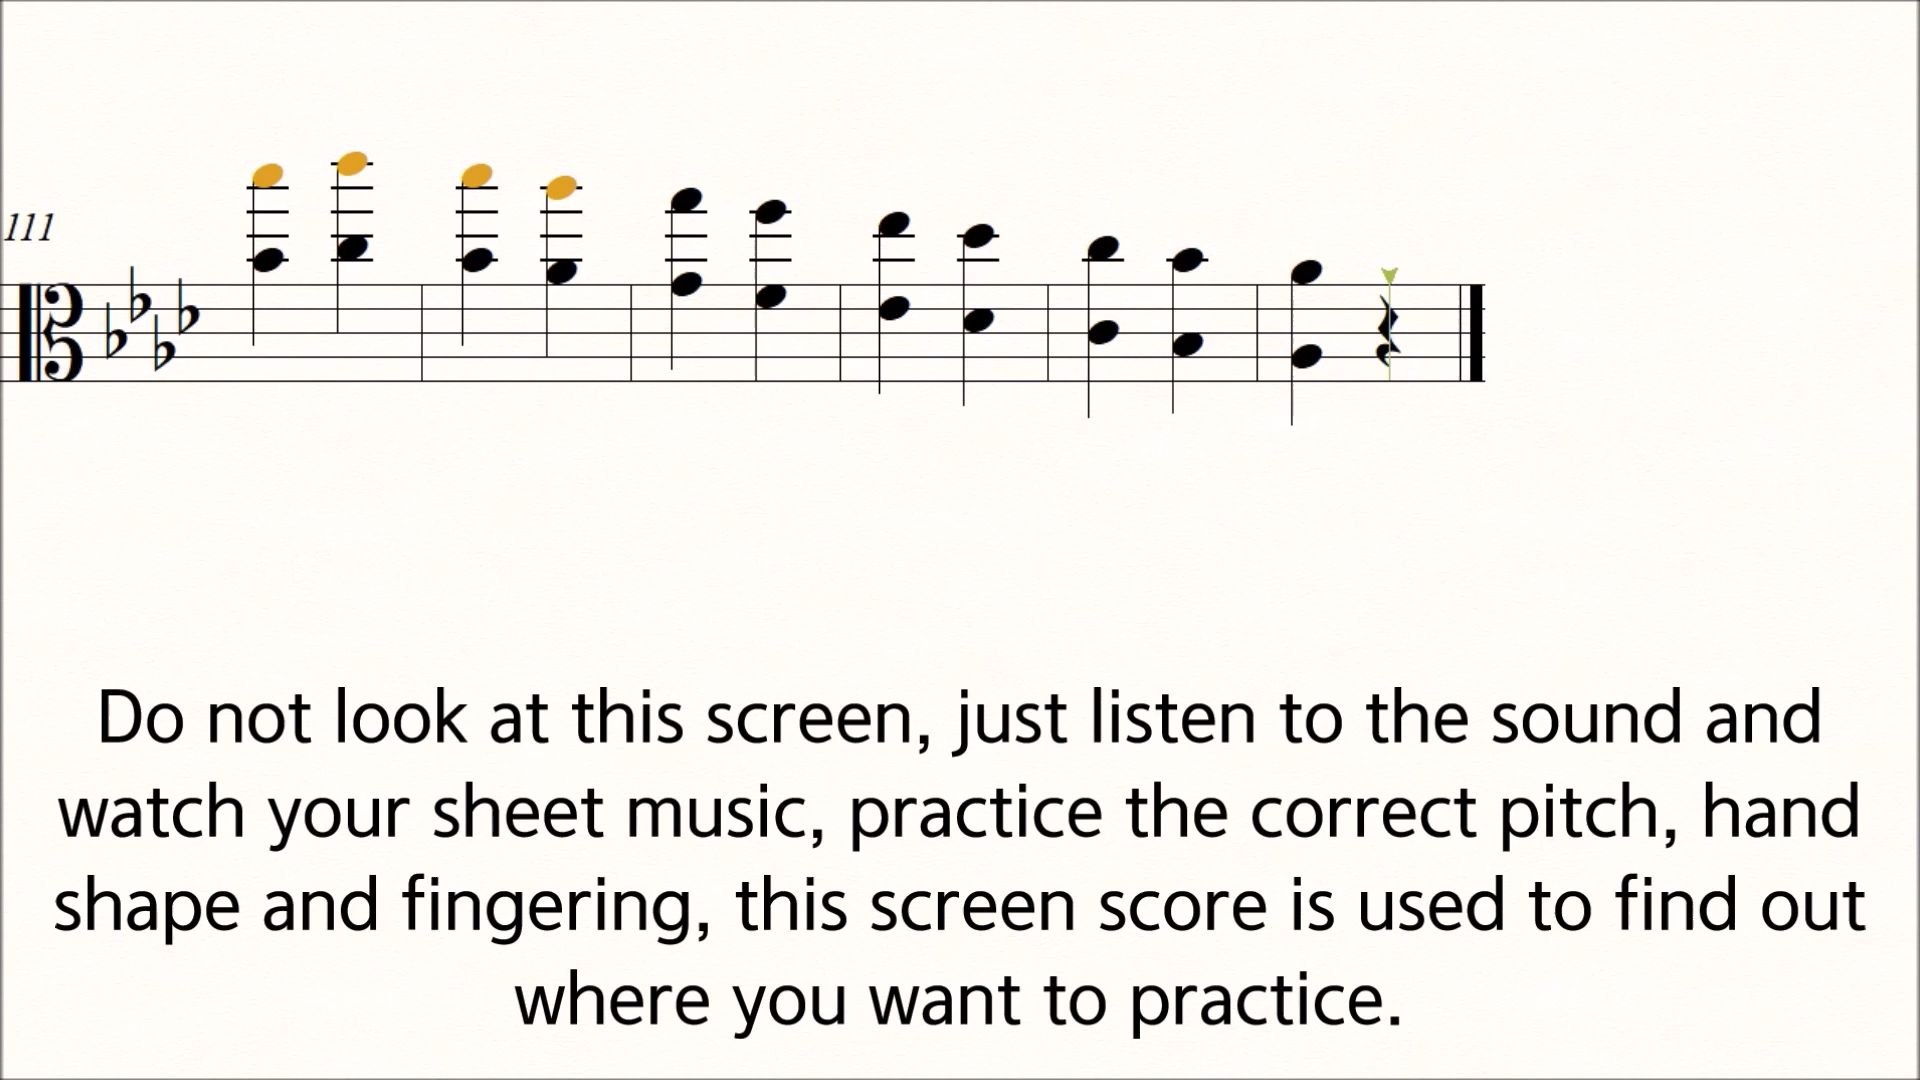 111
Do not look at this screen, just listen to the sound and
watch your sheet music, practice the correct pitch, hand
shape and fingering, this screen score is used to find out
where you want to practice.